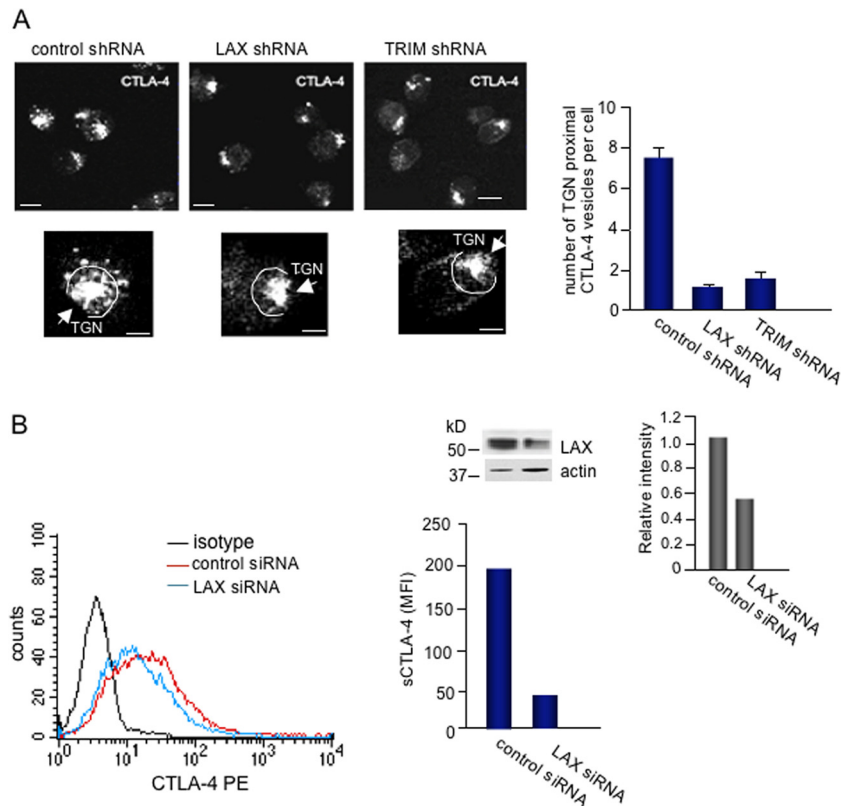 A
control shRNA
LAX shRNA
TRIM shRNA
CTLA-4
CTLA-4
CTLA-4
TGN
TGN
TGN
number of TGN proximal
CTLA-4 vesicles per cell
10
8
6
4
2
0
control shRNA
LAX shRNA
TRIM shRNA
B
counts
100
80
60
40
20
0
isotype
control siRNA
LAX siRNA
10^0
10^1
10^2
10^3
10^4
CTLA-4 PE
kD
50
37
LAX
actin
sCTLA-4 (MFI)
250
200
150
100
50
0
control siRNA
LAX siRNA
Relative intensity
1.2
1.0
0.8
0.6
0.4
0.2
0
control siRNA
LAX siRNA